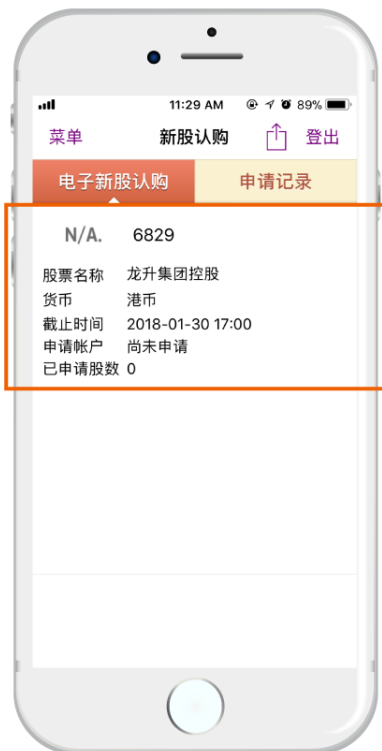 11:29 AM 89%
菜单 新股认购 登出
电子新股认购 申请记录
N/A. 6829
股票名称 龙升集团控股
货币 港币
截止时间 2018-01-30 17:00
申请帐户 尚未申请
已申请股数 0